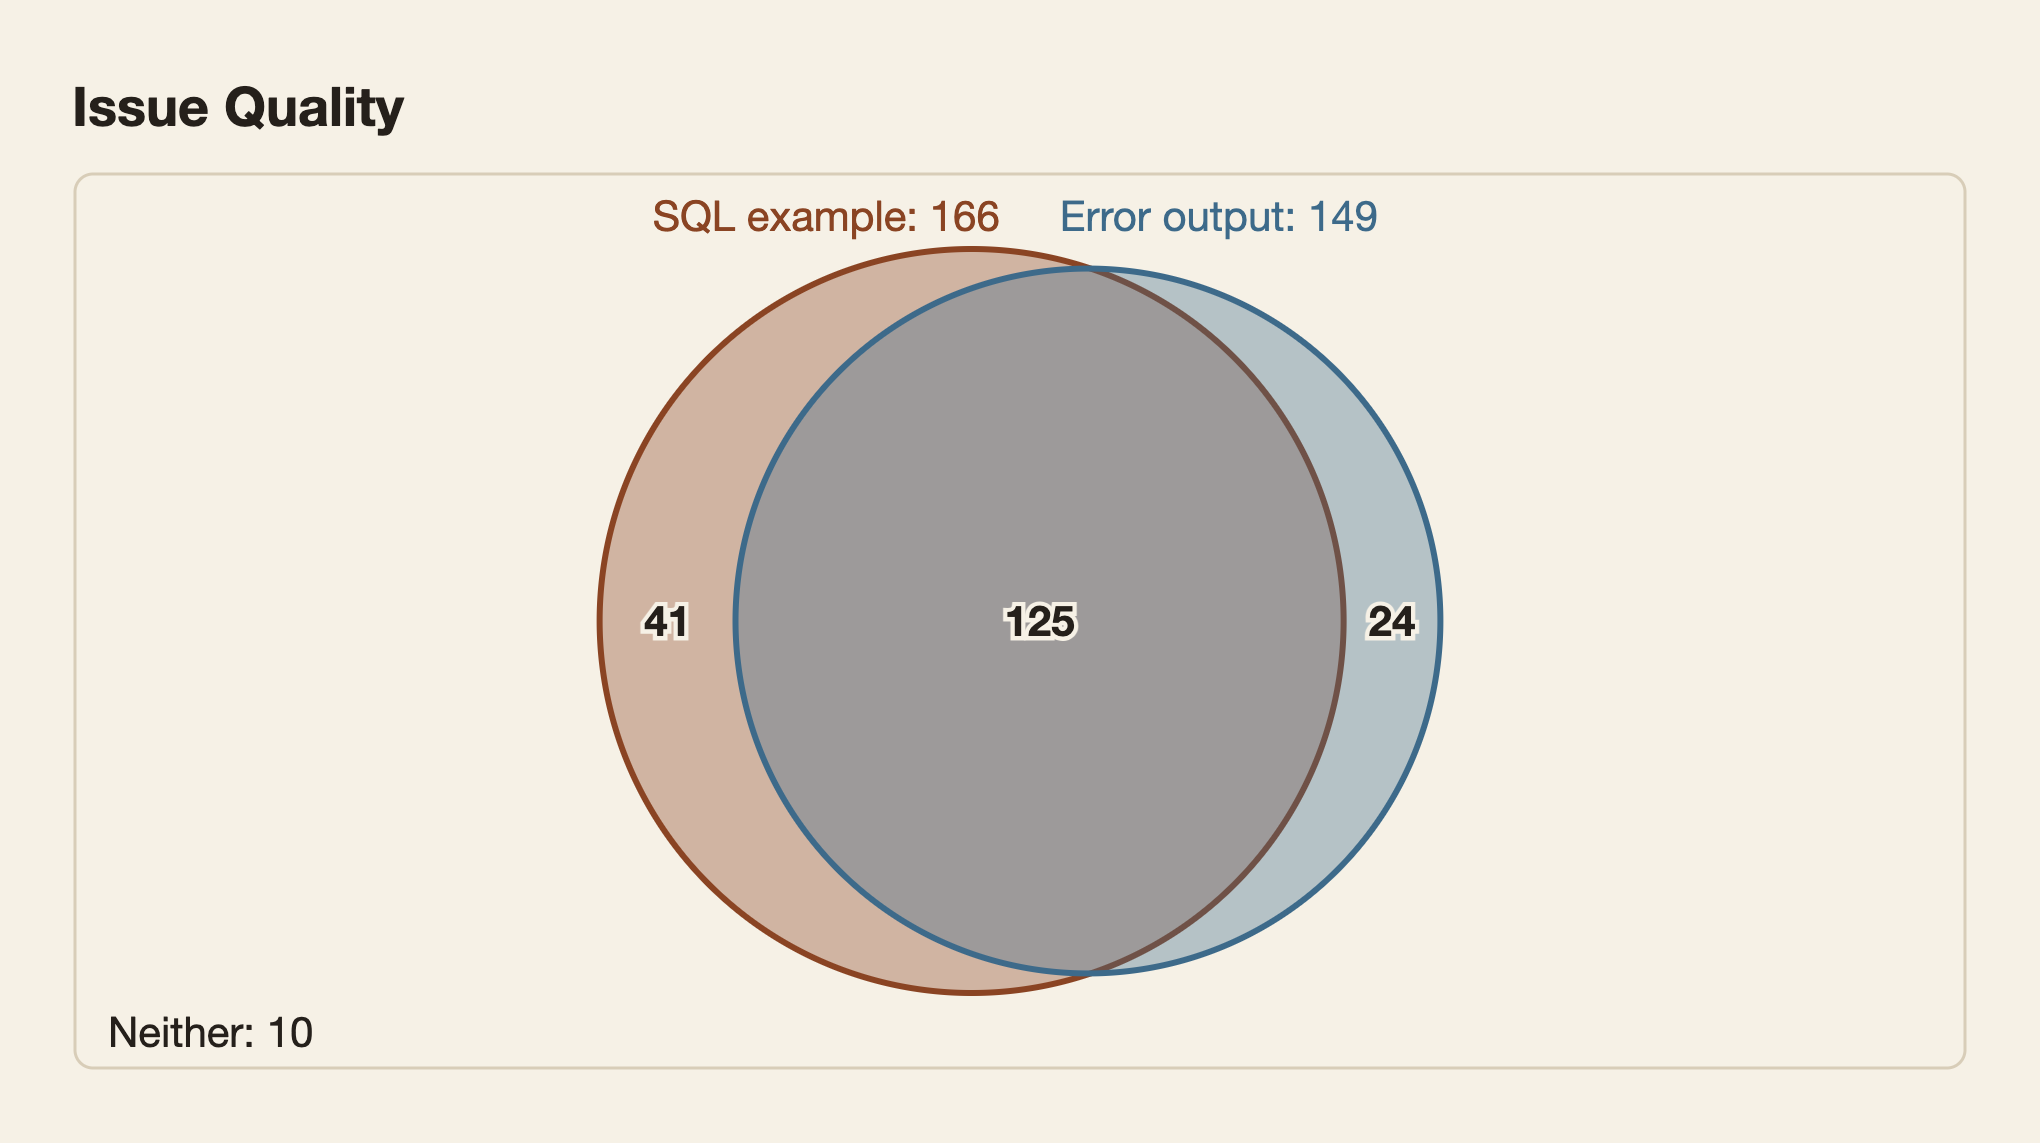 Issue Quality
SQL example: 166
Error output: 149
41
125
24
Neither: 10